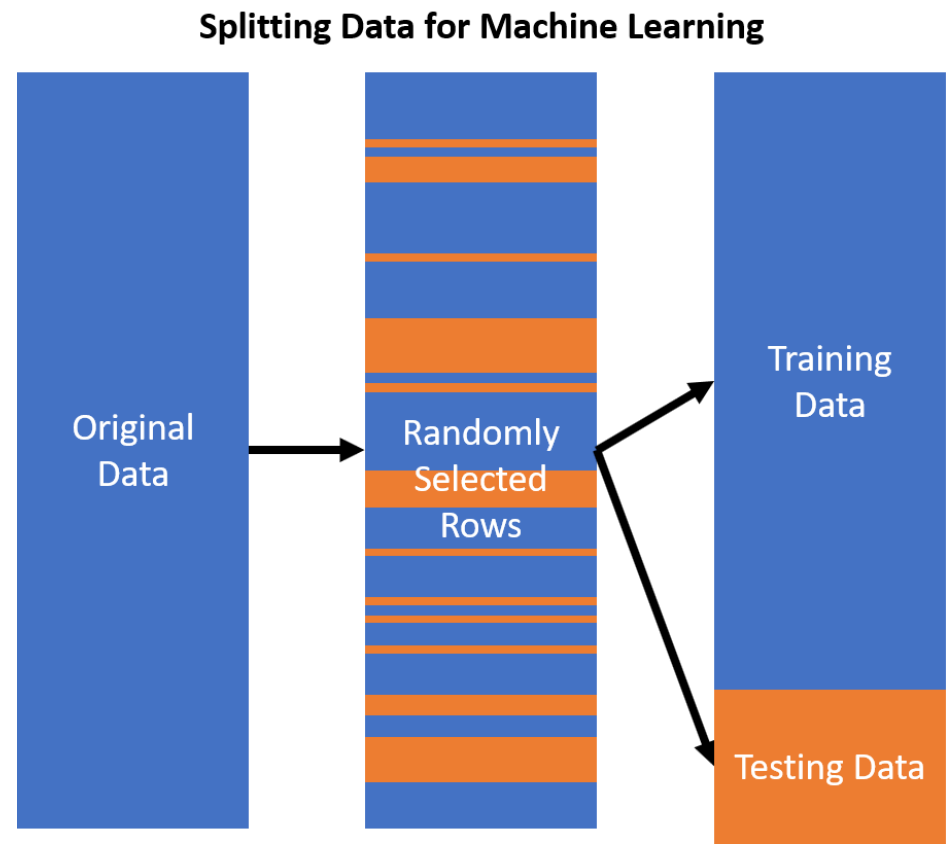 Splitting Data for Machine Learning
Original
Data
Randomly
Selected
Rows
Training
Data
Testing Data